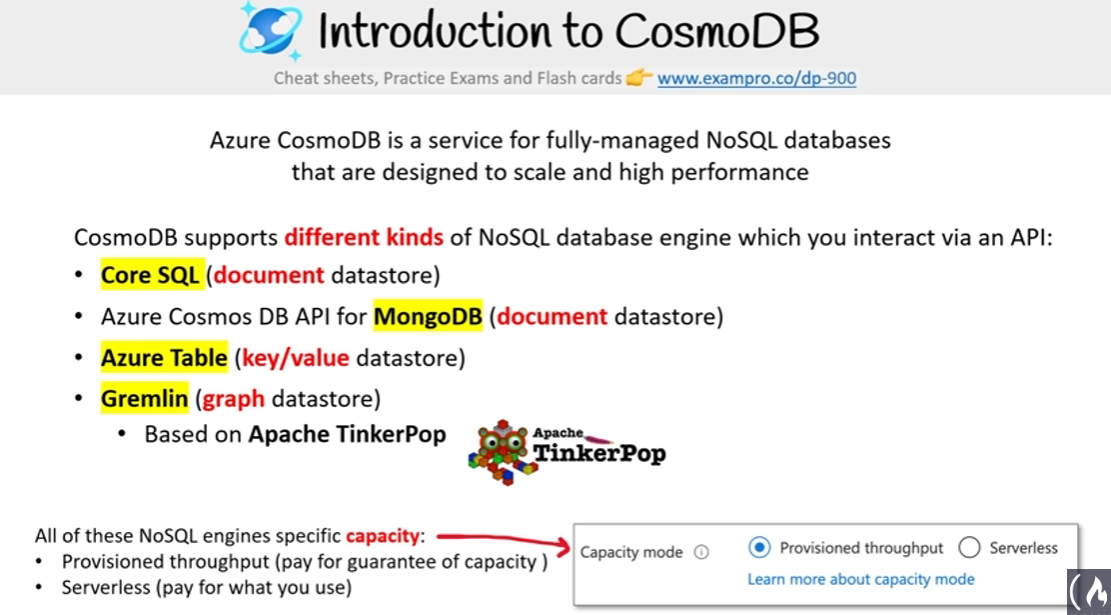 Introduction to CosmoDB
Cheat sheets, Practice Exams and Flash cards 👉 www.exampro.co/dp-900
Azure CosmoDB is a service for fully-managed NoSQL databases
that are designed to scale and high performance
CosmoDB supports different kinds of NoSQL database engine which you interact via an API:
• Core SQL (document datastore)
• Azure Cosmos DB API for MongoDB (document datastore)
• Azure Table (key/value datastore)
• Gremlin (graph datastore)
• Based on Apache TinkerPop
Apache
TinkerPop
All of these NoSQL engines specific capacity:
• Provisioned throughput (pay for guarantee of capacity )
• Serverless (pay for what you use)
Capacity mode Provisioned throughput Serverless
Learn more about capacity mode